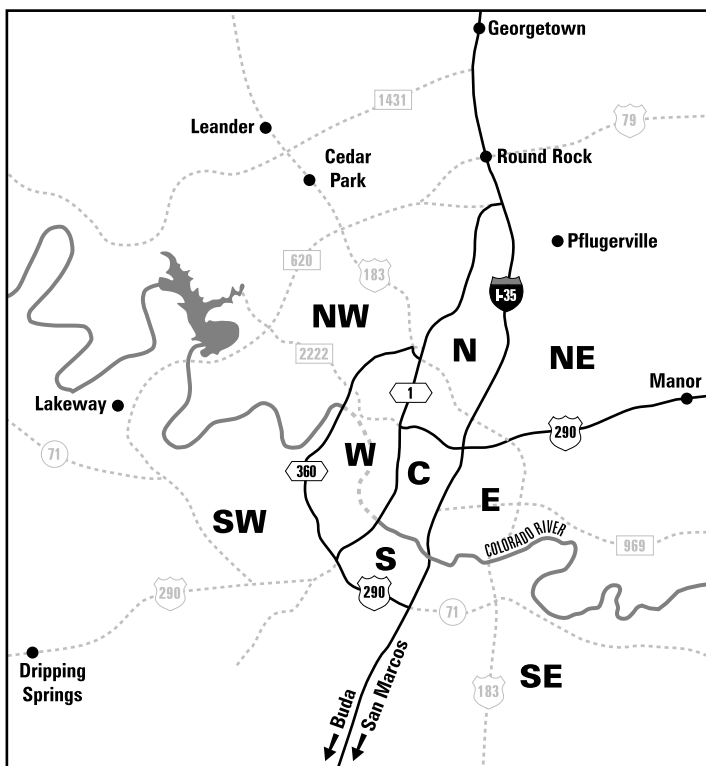 Georgetown
1431
79
Leander
Cedar
Park
Round Rock
Pflugerville
620
183
I-35
NW
N
NE
2222
Manor
1
Lakeway
290
71
W
360
C
E
SW
COLORADO RIVER
969
S
290
290
71
Dripping
Springs
SE
183
Buda
San Marcos